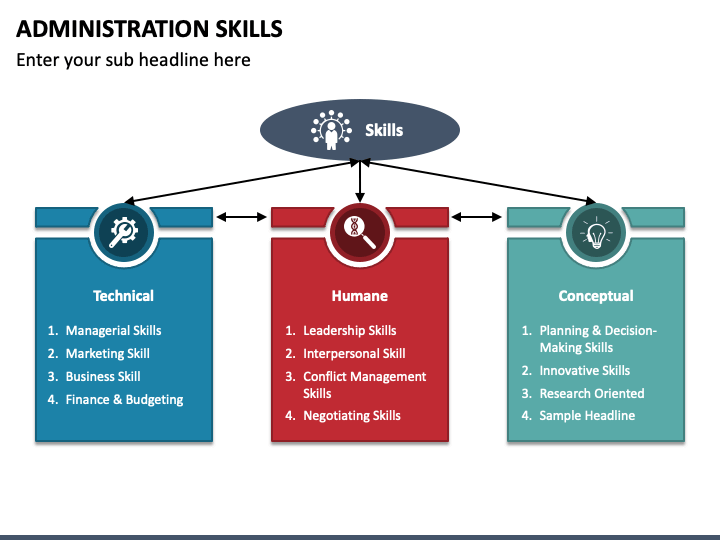 ADMINISTRATION SKILLS
Enter your sub headline here
Skills
Technical
1. Managerial Skills
2. Marketing Skill
3. Business Skill
4. Finance & Budgeting
Humane
1. Leadership Skills
2. Interpersonal Skill
3. Conflict Management
Skills
4. Negotiating Skills
Conceptual
1. Planning & Decision-
Making Skills
2. Innovative Skills
3. Research Oriented
4. Sample Headline